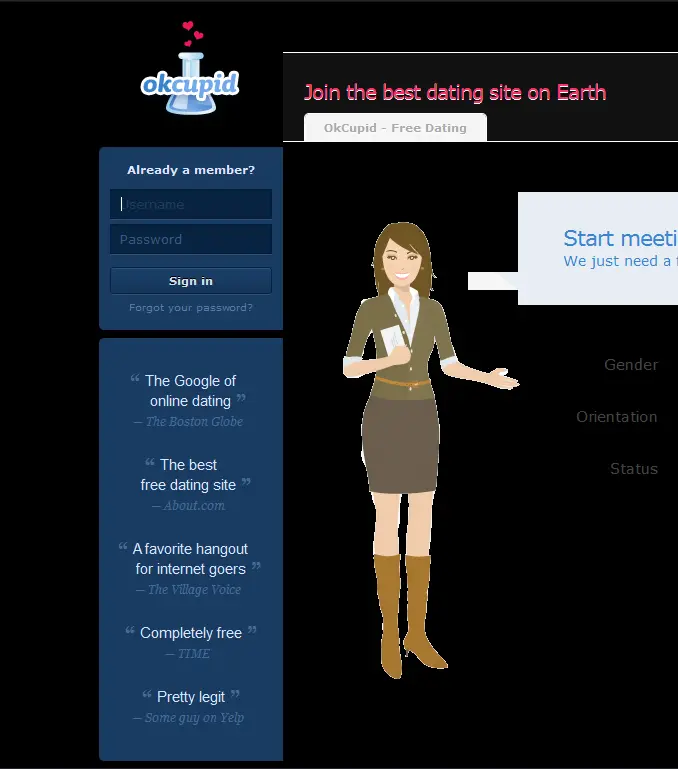 okcupid
Join the best dating site on Earth
OkCupid - Free Dating
Already a member?
Username
Password
Sign in
Forgot your password?
“ The Google of
online dating ”
— The Boston Globe
“ The best
free dating site ”
— About.com
“ A favorite hangout
for internet goers ”
— The Village Voice
“ Completely free ”
— TIME
“ Pretty legit ”
— Some guy on Yelp
Start meeti
We just need a f
Gender
Orientation
Status